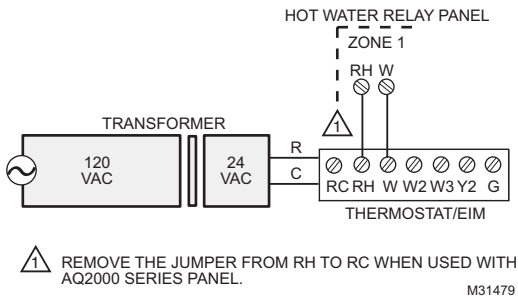 HOT WATER RELAY PANEL
ZONE 1
RH W
1
TRANSFORMER
120
VAC
24
VAC
R
C
RC RH W W2 W3 Y2 G
THERMOSTAT/EIM
1 REMOVE THE JUMPER FROM RH TO RC WHEN USED WITH
AQ2000 SERIES PANEL.
M31479